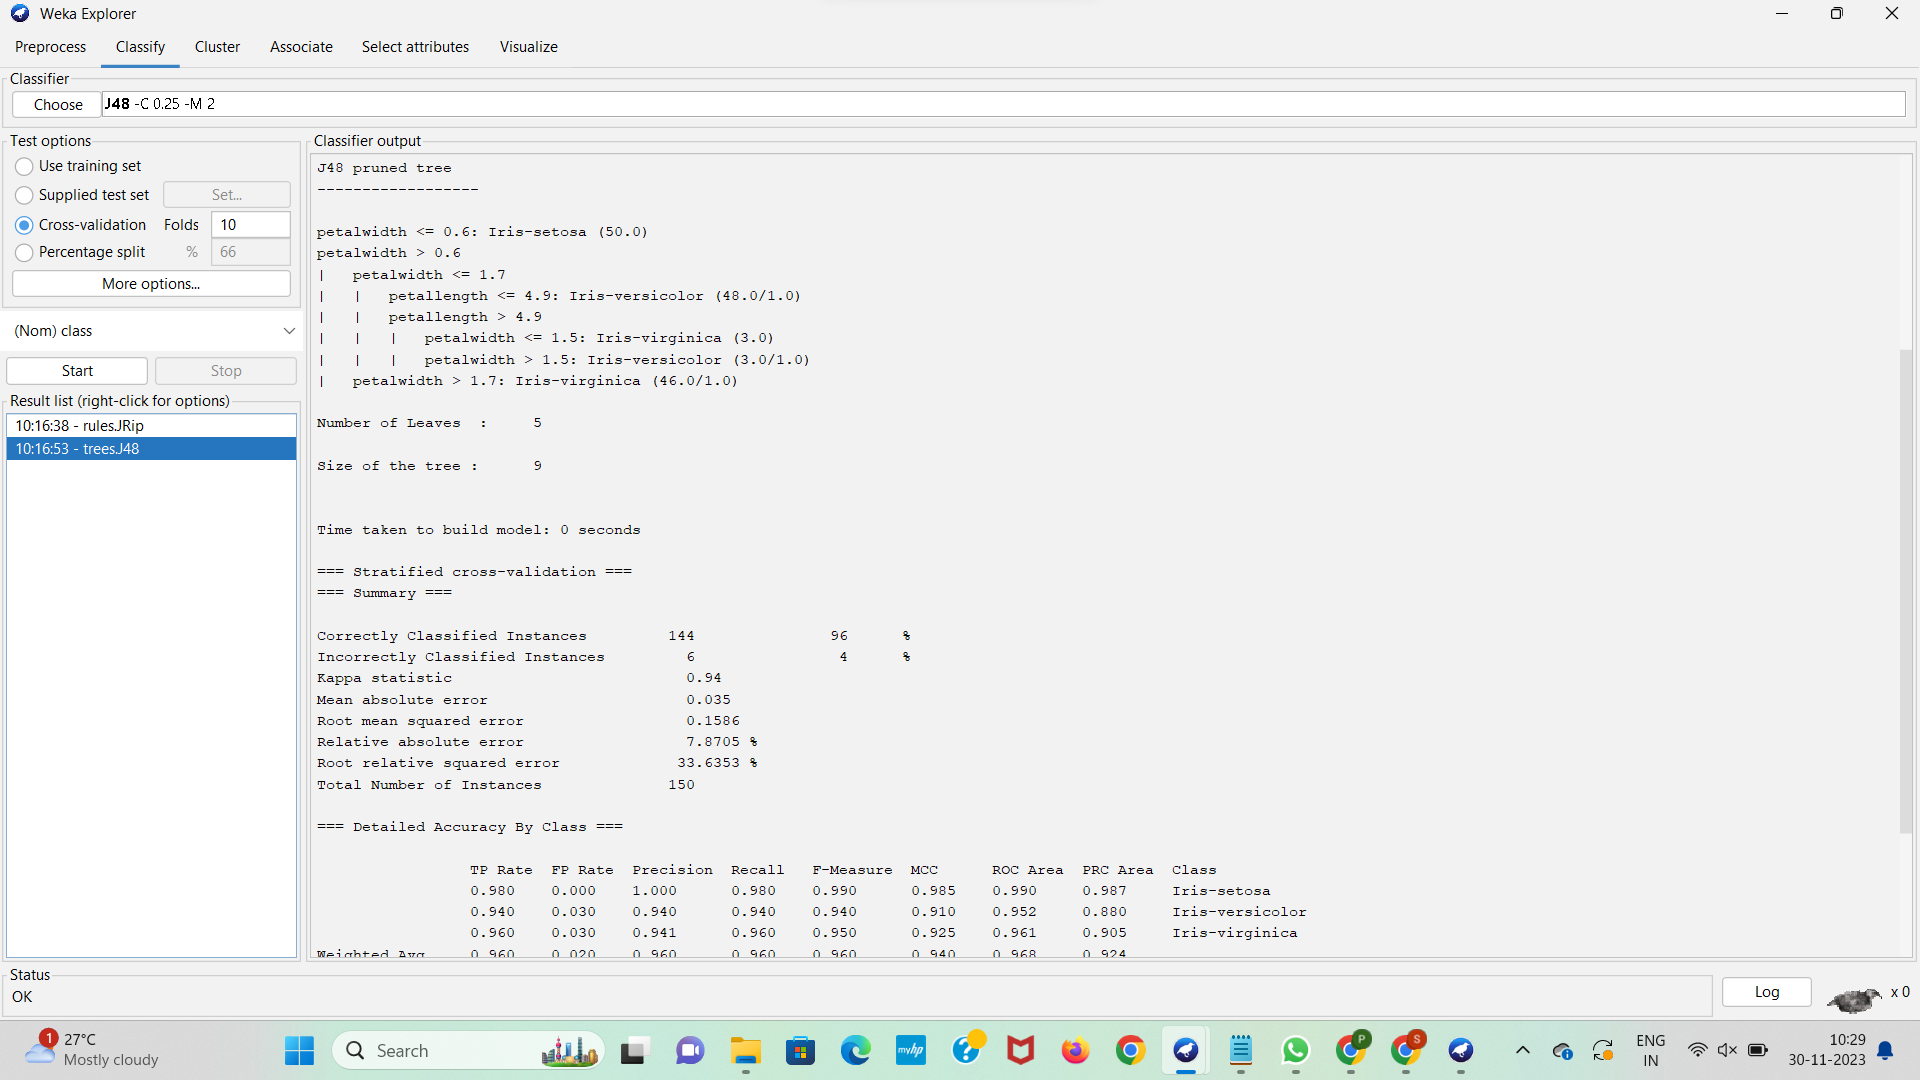 Weka Explorer
Preprocess Classify Cluster Associate Select attributes Visualize
Classifier
Choose J48 -C 0.25 -M 2
Test options
Use training set
Supplied test set Set...
Cross-validation Folds 10
Percentage split % 66
More options...
(Nom) class
Start Stop
Result list (right-click for options)
10:16:38 - rules.JRip
10:16:53 - trees.J48
Classifier output
J48 pruned tree
------------------
petalwidth <= 0.6: Iris-setosa (50.0)
petalwidth > 0.6
|   petalwidth <= 1.7
|   |   petallength <= 4.9: Iris-versicolor (48.0/1.0)
|   |   petallength > 4.9
|   |   |   petalwidth <= 1.5: Iris-virginica (3.0)
|   |   |   petalwidth > 1.5: Iris-versicolor (3.0/1.0)
|   petalwidth > 1.7: Iris-virginica (46.0/1.0)
Number of Leaves  : 5
Size of the tree : 9
Time taken to build model: 0 seconds
=== Stratified cross-validation ===
=== Summary ===
Correctly Classified Instances 144 96 %
Incorrectly Classified Instances 6 4 %
Kappa statistic 0.94
Mean absolute error 0.035
Root mean squared error 0.1586
Relative absolute error 7.8705 %
Root relative squared error 33.6353 %
Total Number of Instances 150
=== Detailed Accuracy By Class ===
TP Rate FP Rate Precision Recall F-Measure MCC ROC Area PRC Area Class
0.980 0.000 1.000 0.980 0.990 0.985 0.990 0.987 Iris-setosa
0.940 0.030 0.940 0.940 0.940 0.910 0.952 0.880 Iris-versicolor
0.960 0.030 0.941 0.960 0.950 0.925 0.961 0.905 Iris-virginica
Weighted Avg. 0.960 0.020 0.960 0.960 0.960 0.940 0.968 0.924
Status
OK
Log x 0
1
27°C
Mostly cloudy
Search
myhp
?
P
S
ENG
IN
10:29
30-11-2023